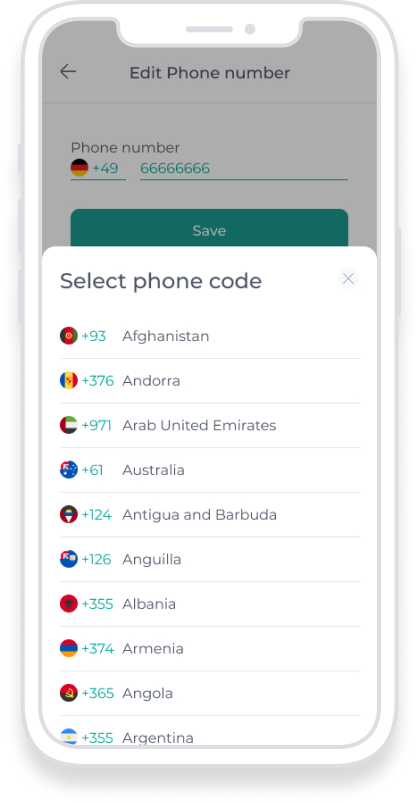 Edit Phone number
Phone number
+49 66666666
Save
Select phone code
+93 Afghanistan
+376 Andorra
+971 Arab United Emirates
+61 Australia
+124 Antigua and Barbuda
+126 Anguilla
+355 Albania
+374 Armenia
+365 Angola
+355 Argentina